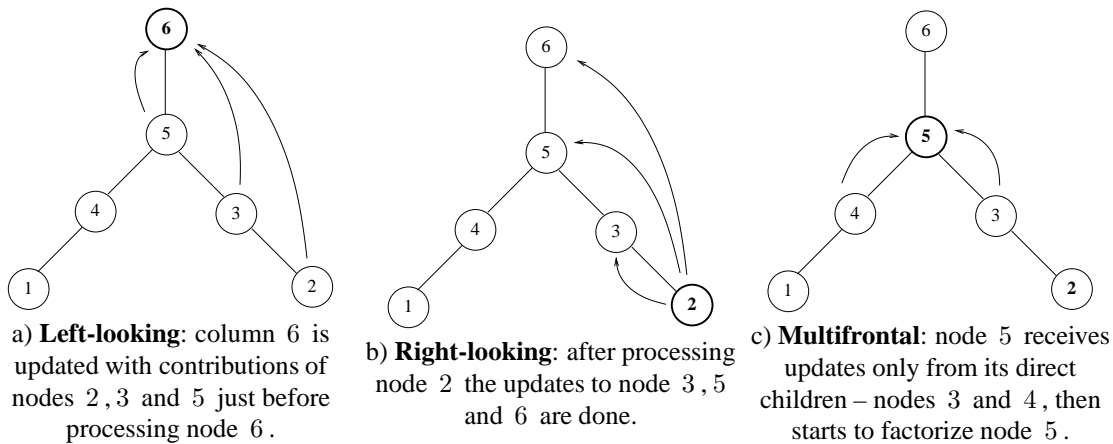 6
5
4
3
1
2
a) Left-looking: column 6 is
updated with contributions of
nodes 2, 3 and 5 just before
processing node 6.
6
5
4
3
1
2
b) Right-looking: after processing
node 2 the updates to node 3, 5
and 6 are done.
6
5
4
3
1
2
c) Multifrontal: node 5 receives
updates only from its direct
children – nodes 3 and 4, then
starts to factorize node 5.